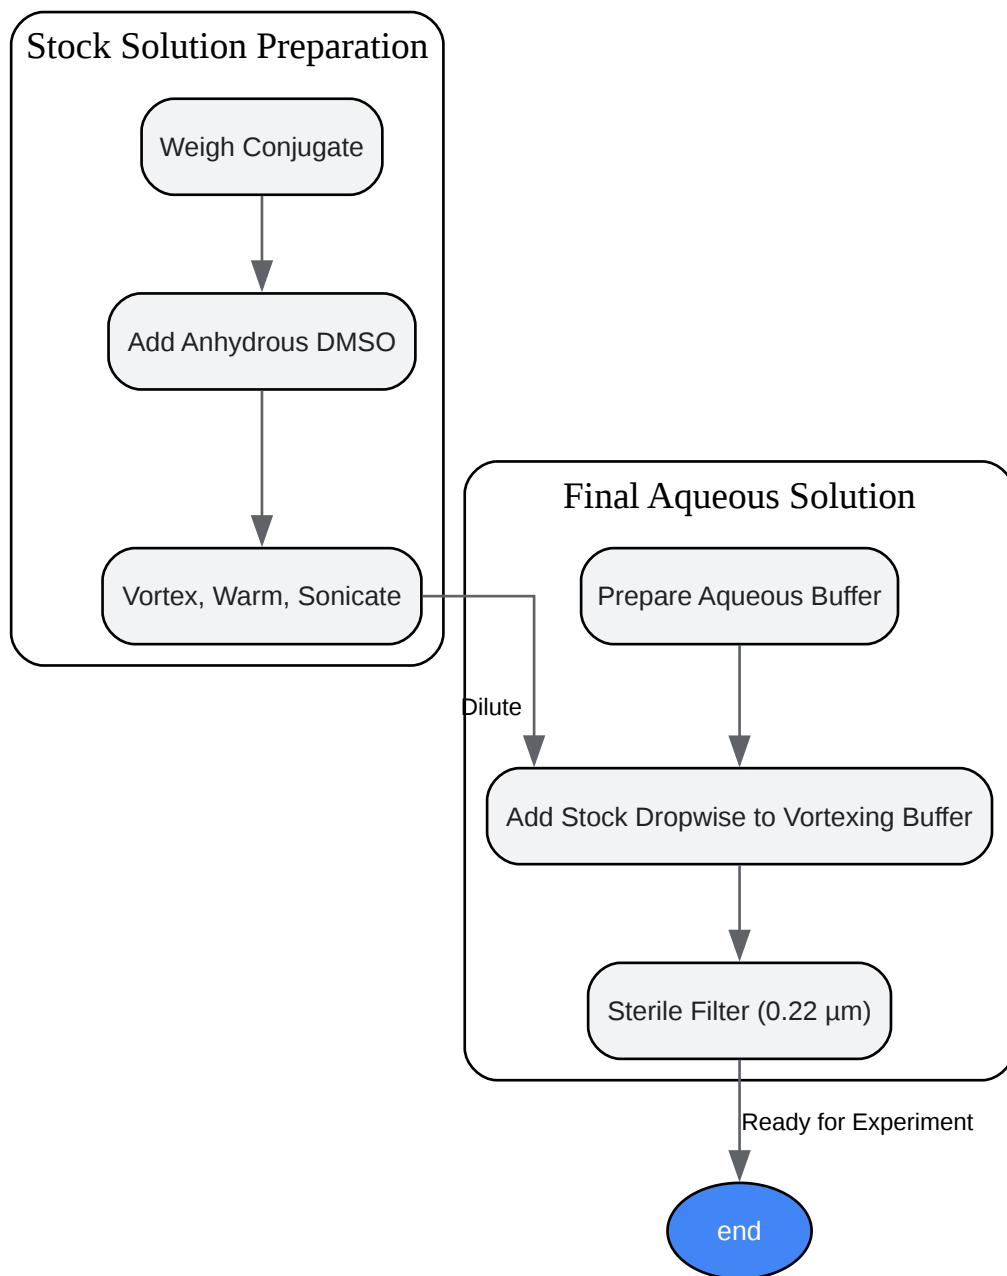 Stock Solution Preparation
Weigh Conjugate
Add Anhydrous DMSO
Vortex, Warm, Sonicate
Final Aqueous Solution
Prepare Aqueous Buffer
Dilute
Add Stock Dropwise to Vortexing Buffer
Sterile Filter (0.22 µm)
Ready for Experiment
end